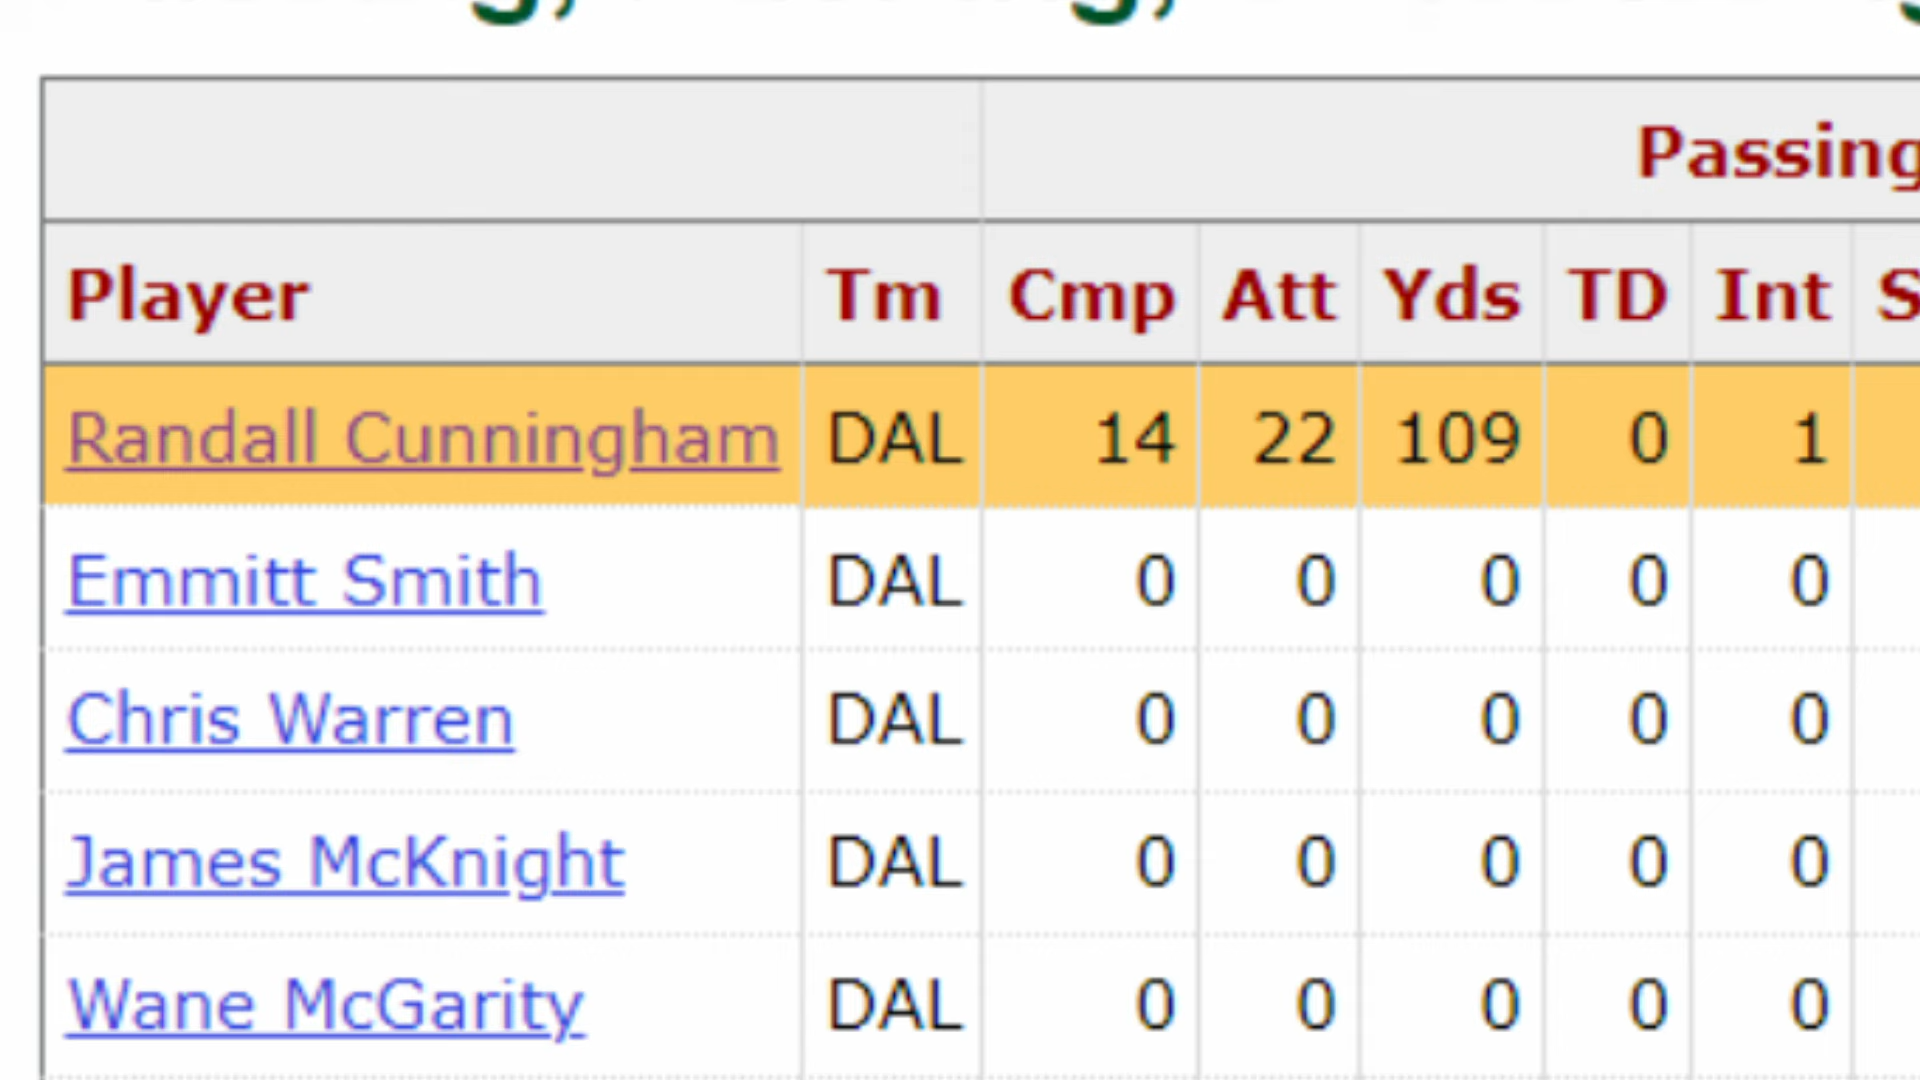 Passing
Player Tm Cmp Att Yds TD Int
Randall Cunningham DAL 14 22 109 0 1
Emmitt Smith DAL 0 0 0 0 0
Chris Warren DAL 0 0 0 0 0
James McKnight DAL 0 0 0 0 0
Wane McGarity DAL 0 0 0 0 0